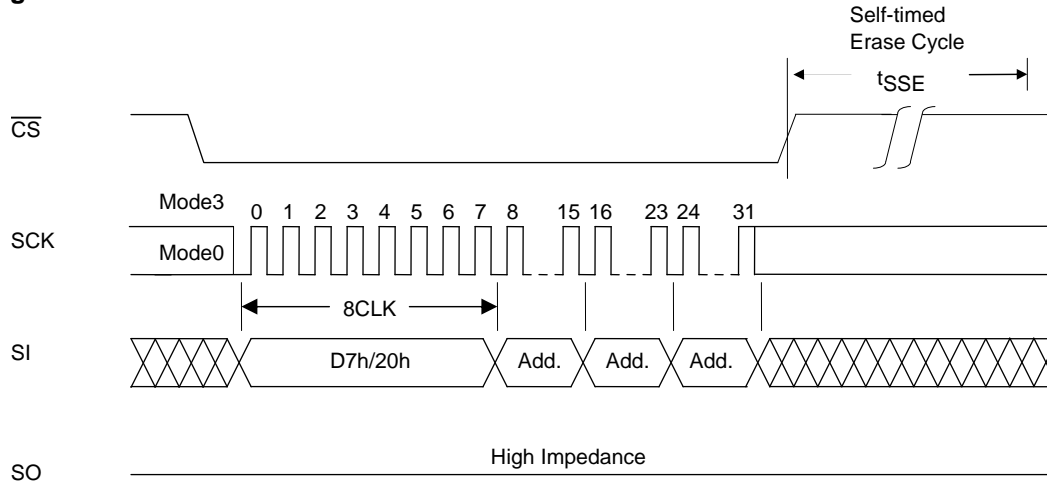 g
Self-timed
Erase Cycle
tSSE
CS
Mode3
0 1 2 3 4 5 6 7 8 15 16 23 24 31
SCK
Mode0
8CLK
SI
D7h/20h Add. Add. Add.
High Impedance
SO